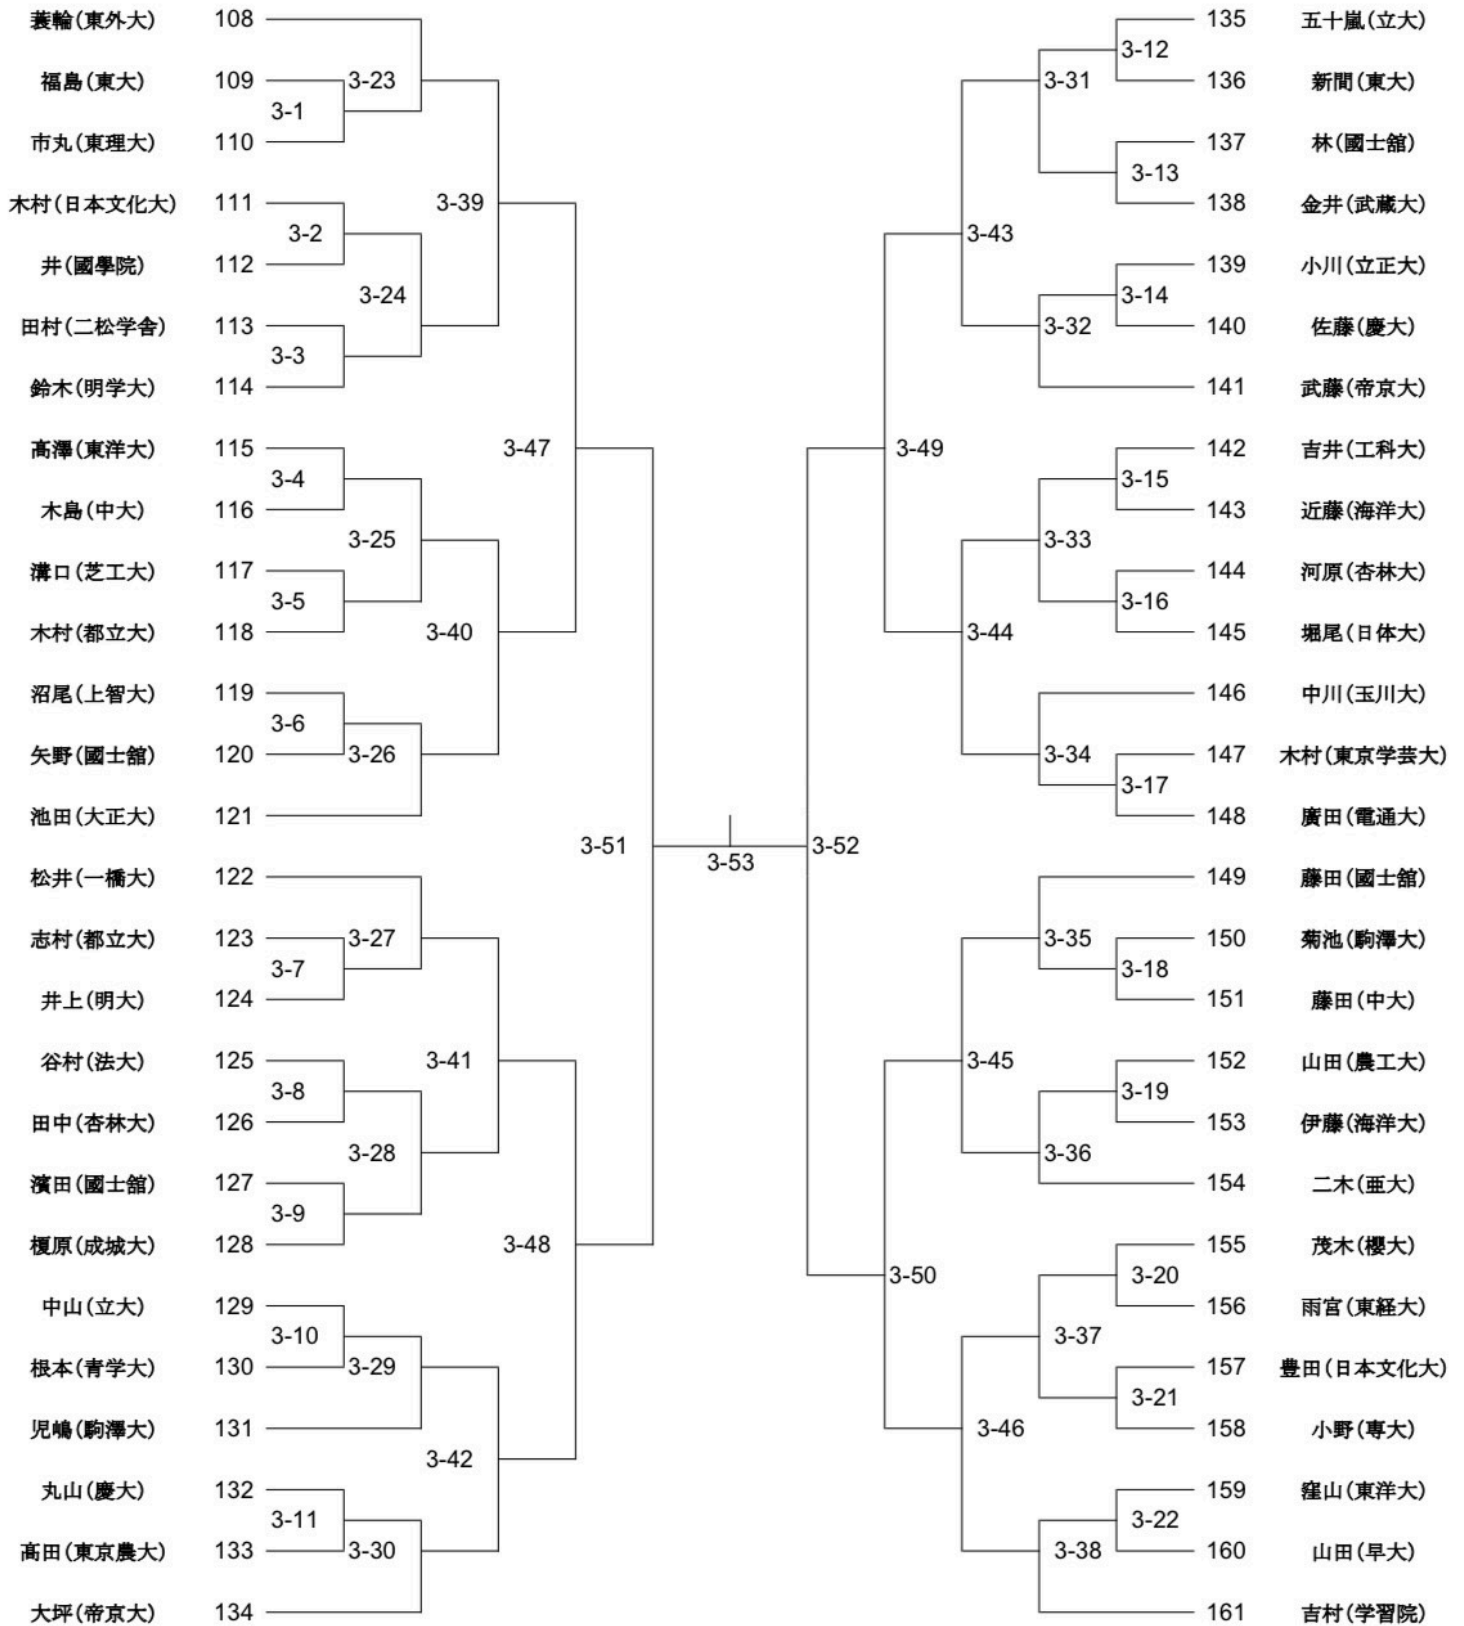 蓑輪(東外大) 108
福島(東大) 109
3-23
3-1
市丸(東理大) 110
木村(日本文化大) 111
3-39
3-2
井(國學院) 112
3-24
田村(二松学舎) 113
3-3
鈴木(明学大) 114
高澤(東洋大) 115
3-47
3-4
木島(中大) 116
3-25
溝口(芝工大) 117
3-5
木村(都立大) 118
3-40
沼尾(上智大) 119
3-6
矢野(國士舘) 120
3-26
池田(大正大) 121
3-51
松井(一橋大) 122
志村(都立大) 123
3-27
3-7
井上(明大) 124
谷村(法大) 125
3-41
3-8
田中(杏林大) 126
3-28
濱田(國士舘) 127
3-9
榎原(成城大) 128
3-48
中山(立大) 129
3-10
根本(青学大) 130
3-29
児嶋(駒澤大) 131
3-42
丸山(慶大) 132
3-11
髙田(東京農大) 133
3-30
大坪(帝京大) 134
3-53
135 五十嵐(立大)
3-12
3-31
136 新間(東大)
137 林(國士舘)
3-13
138 金井(武蔵大)
3-43
139 小川(立正大)
3-14
3-32
140 佐藤(慶大)
141 武藤(帝京大)
3-49
142 吉井(工科大)
3-15
143 近藤(海洋大)
3-33
144 河原(杏林大)
3-16
145 堀尾(日体大)
3-44
146 中川(玉川大)
3-34
147 木村(東京学芸大)
3-17
148 廣田(電通大)
3-52
149 藤田(國士舘)
3-35
150 菊池(駒澤大)
3-18
151 藤田(中大)
3-45
152 山田(農工大)
3-19
153 伊藤(海洋大)
3-36
154 二木(亜大)
155 茂木(櫻大)
3-50
3-20
156 雨宮(東経大)
3-37
157 豊田(日本文化大)
3-21
158 小野(専大)
3-46
159 窪山(東洋大)
3-22
3-38
160 山田(早大)
161 吉村(学習院)